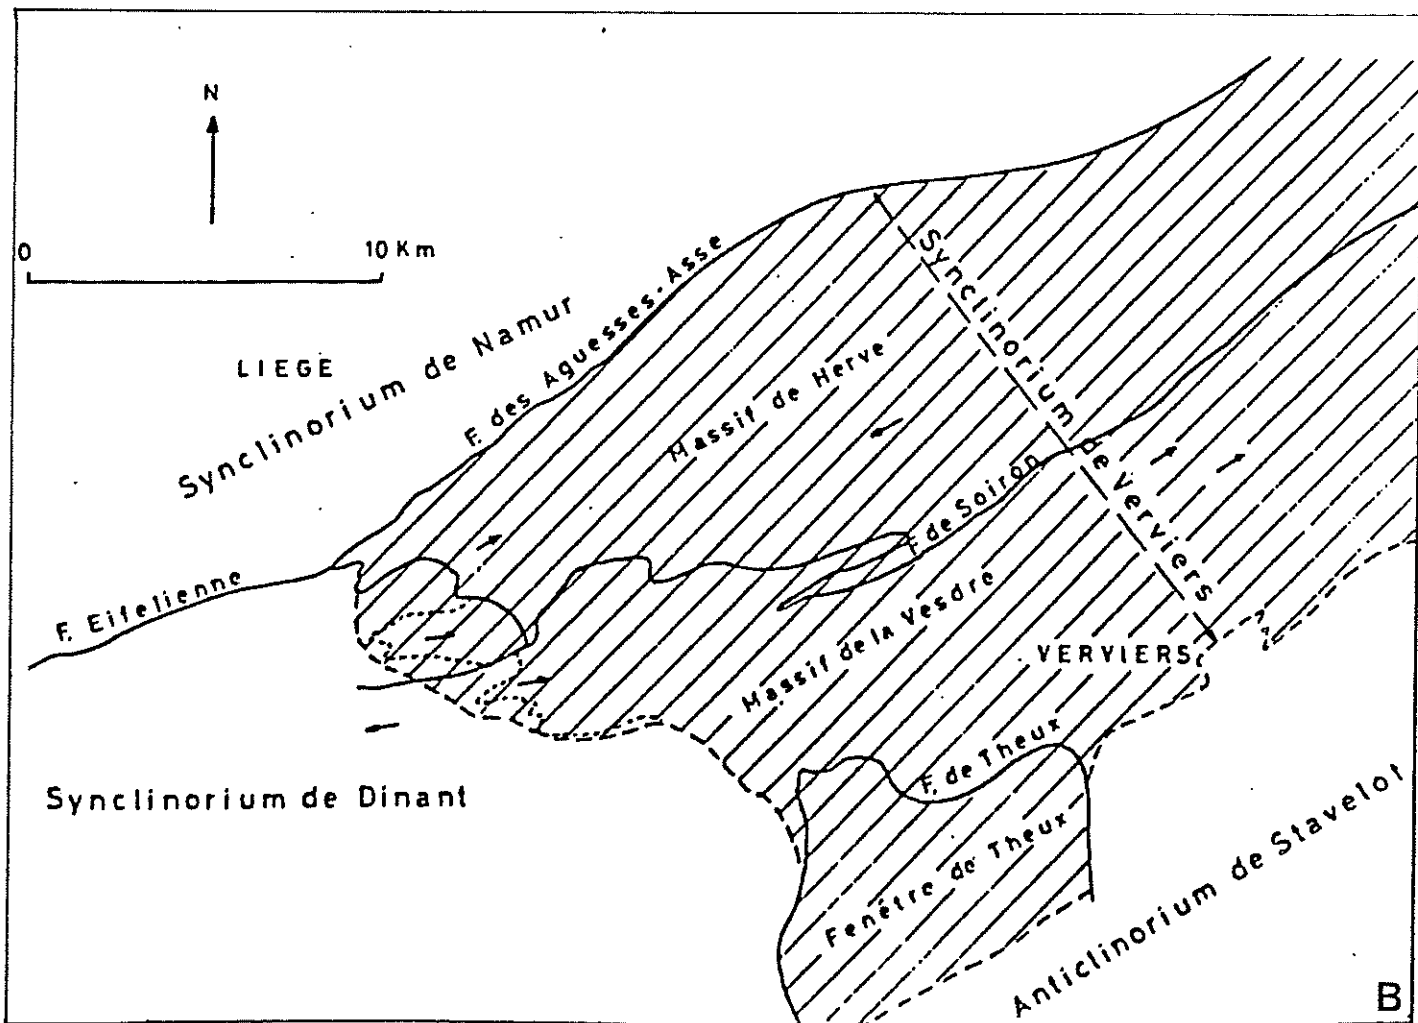 N
0 10 Km
LIEGE
Synclinorium de Namur
F. des Aguesses-Asse
Massif de Herve
Synclinorium de Verviers
F. de Soiron
F. Eifelienne
Massif de la Vesdre
VERVIERS
Synclinorium de Dinant
F. de Theux
Fenêtre de Theux
Anticlinorium de Stavelot
?
?
B